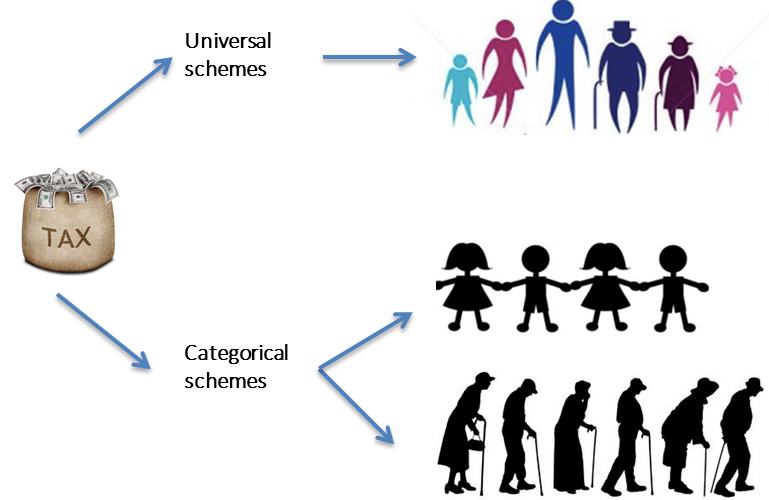 Universal
schemes
TAX
Categorical
schemes